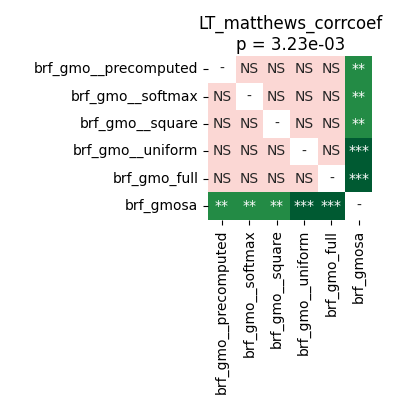 LT_matthews_corrcoef
p = 3.23e-03
brf_gmo__precomputed - NS NS NS NS **
brf_gmo__softmax NS - NS NS NS **
brf_gmo__square NS NS - NS NS **
brf_gmo__uniform NS NS NS - NS ***
brf_gmo_full NS NS NS NS - ***
brf_gmosa ** ** ** *** *** -
brf_gmo__precomputed
brf_gmo__softmax
brf_gmo__square
brf_gmo__uniform
brf_gmo_full
brf_gmosa